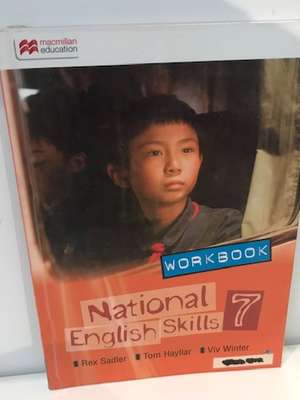 macmillan
education
WORKBOOK
National
English Skills 7
Rex Sadler Tom Hayllar Viv Winter